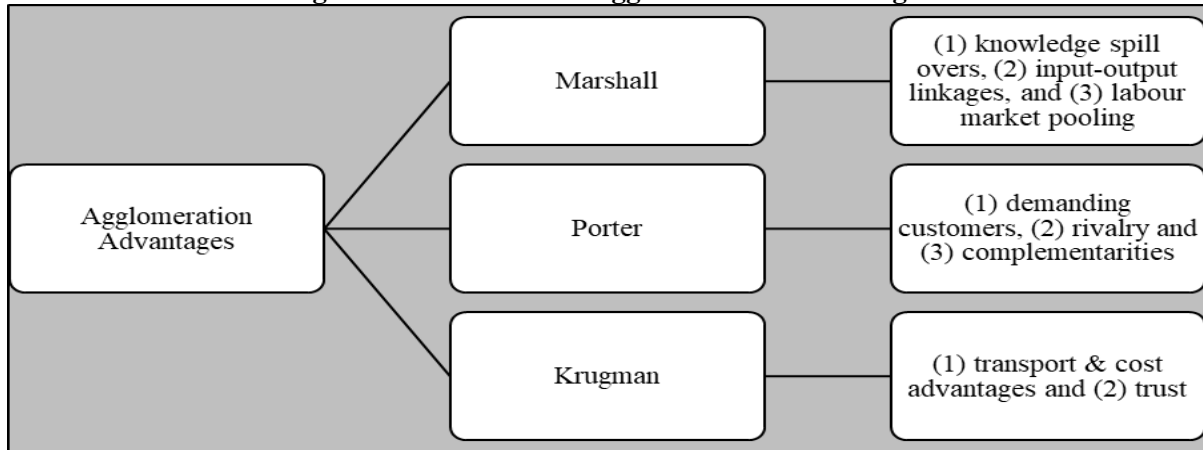 Marshall
(1) knowledge spill
overs, (2) input-output
linkages, and (3) labour
market pooling
Agglomeration
Advantages
Porter
(1) demanding
customers, (2) rivalry and
(3) complementarities
Krugman
(1) transport & cost
advantages and (2) trust